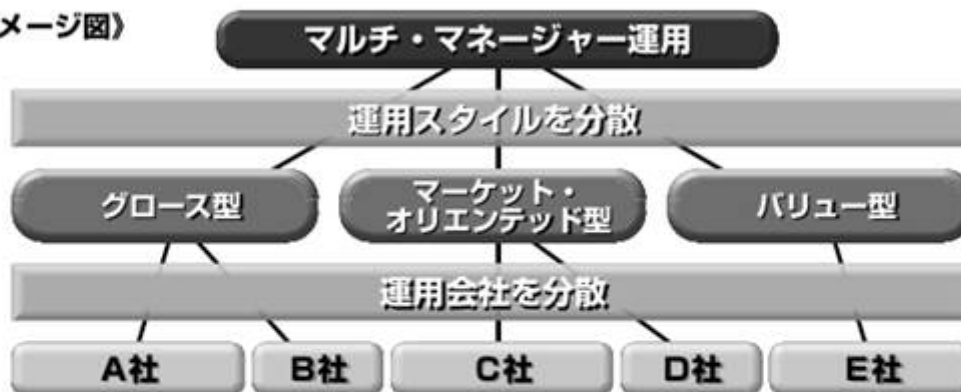 メージ図》
マルチ・マネージャー運用
運用スタイルを分散
グロース型
マーケット・
オリエンテッド型
バリュー型
運用会社を分散
A社
B社
C社
D社
E社